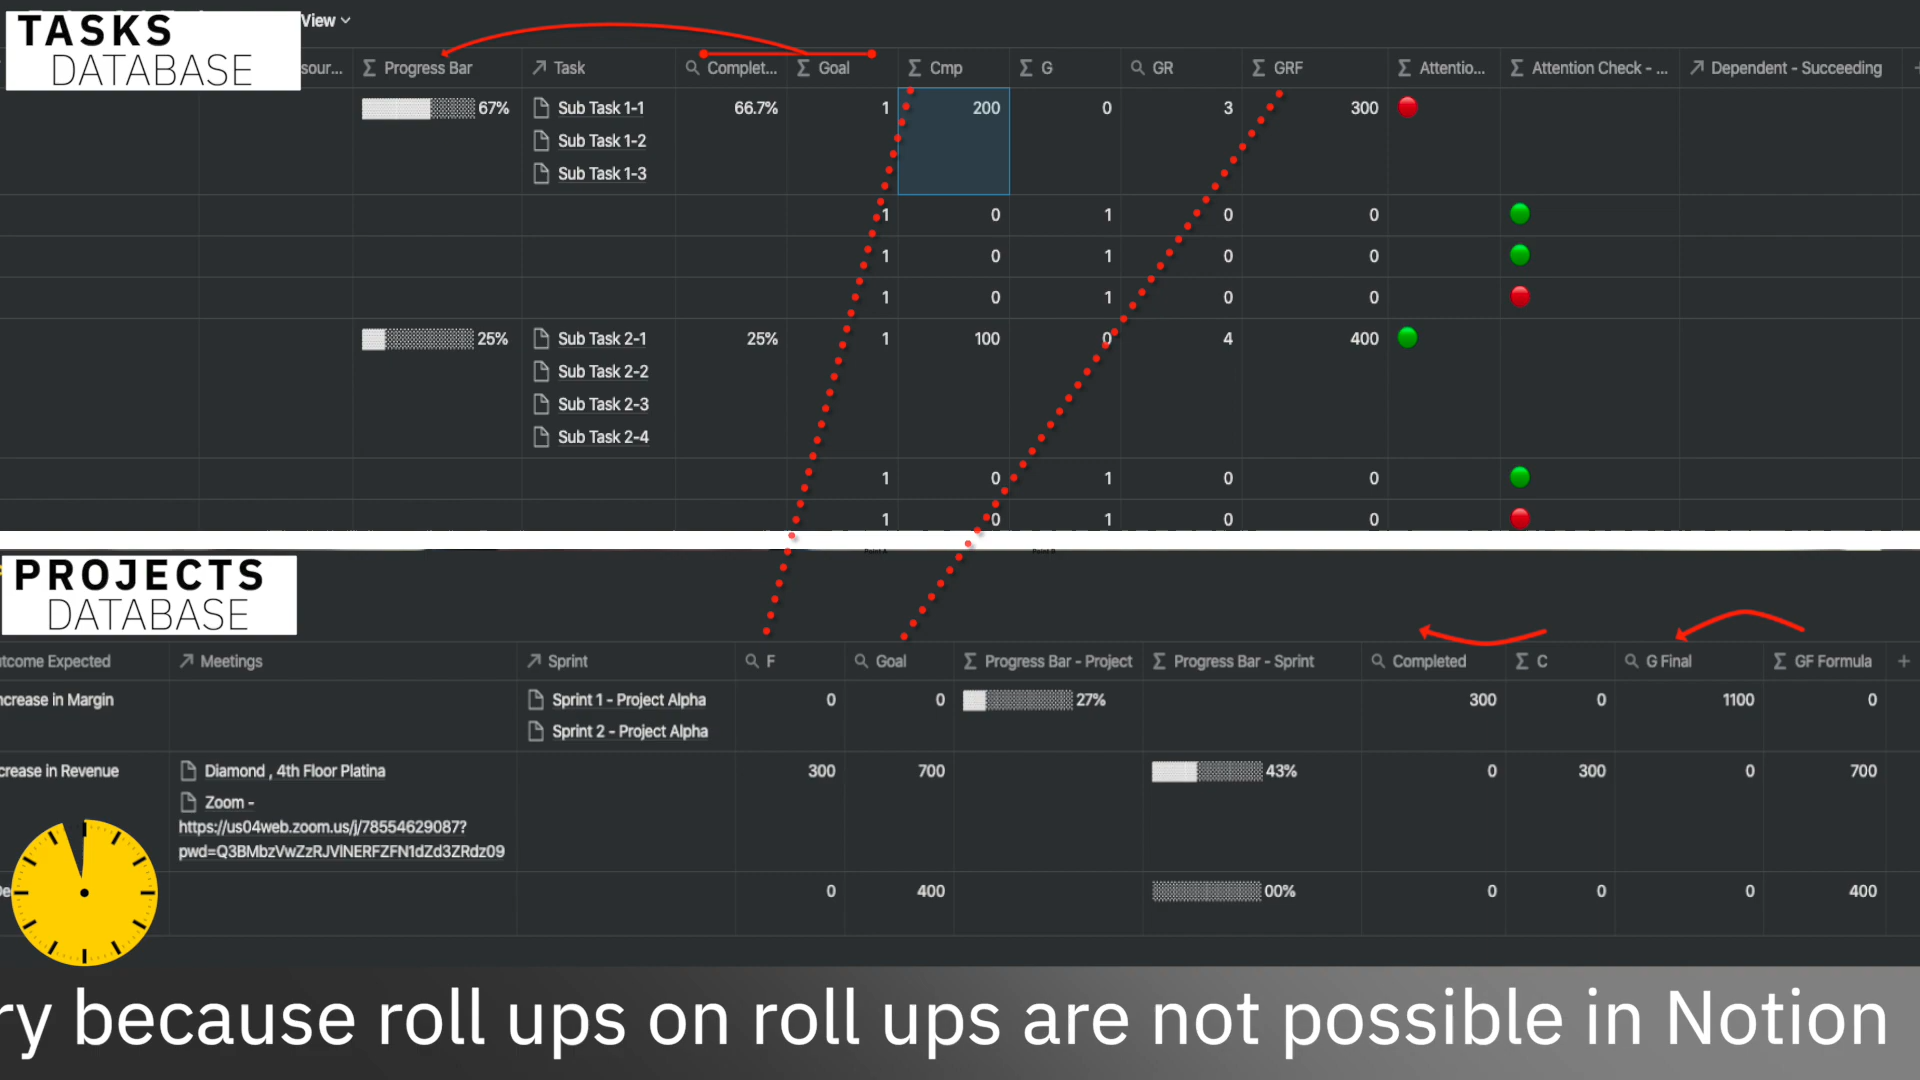 TASKS
DATABASE
View
sour... Progress Bar Task Complet... Goal Cmp G GR GRF Attentio... Attention Check - ... Dependent - Succeeding
67% Sub Task 1-1 66.7% 1 200 0 3 300
Sub Task 1-2
Sub Task 1-3
1 0 1 0 0
1 0 1 0 0
1 0 1 0 0
25% Sub Task 2-1 25% 1 100 0 4 400
Sub Task 2-2
Sub Task 2-3
Sub Task 2-4
1 0 1 0 0
1 0 1 0 0
PROJECTS
DATABASE
tcome Expected Meetings Sprint F Goal Progress Bar - Project Progress Bar - Sprint Completed C G Final GF Formula
ncrease in Margin Sprint 1 - Project Alpha 0 0 27% 300 0 1100 0
Sprint 2 - Project Alpha
crease in Revenue Diamond , 4th Floor Platina 300 700 43% 0 300 0 700
Zoom -
https://us04web.zoom.us/j/78554629087?
pwd=Q3BMbzVwZzRJVlNERFZFN1dZd3ZRdz09
0 400 00% 0 0 0 400
ry because roll ups on roll ups are not possible in Notion